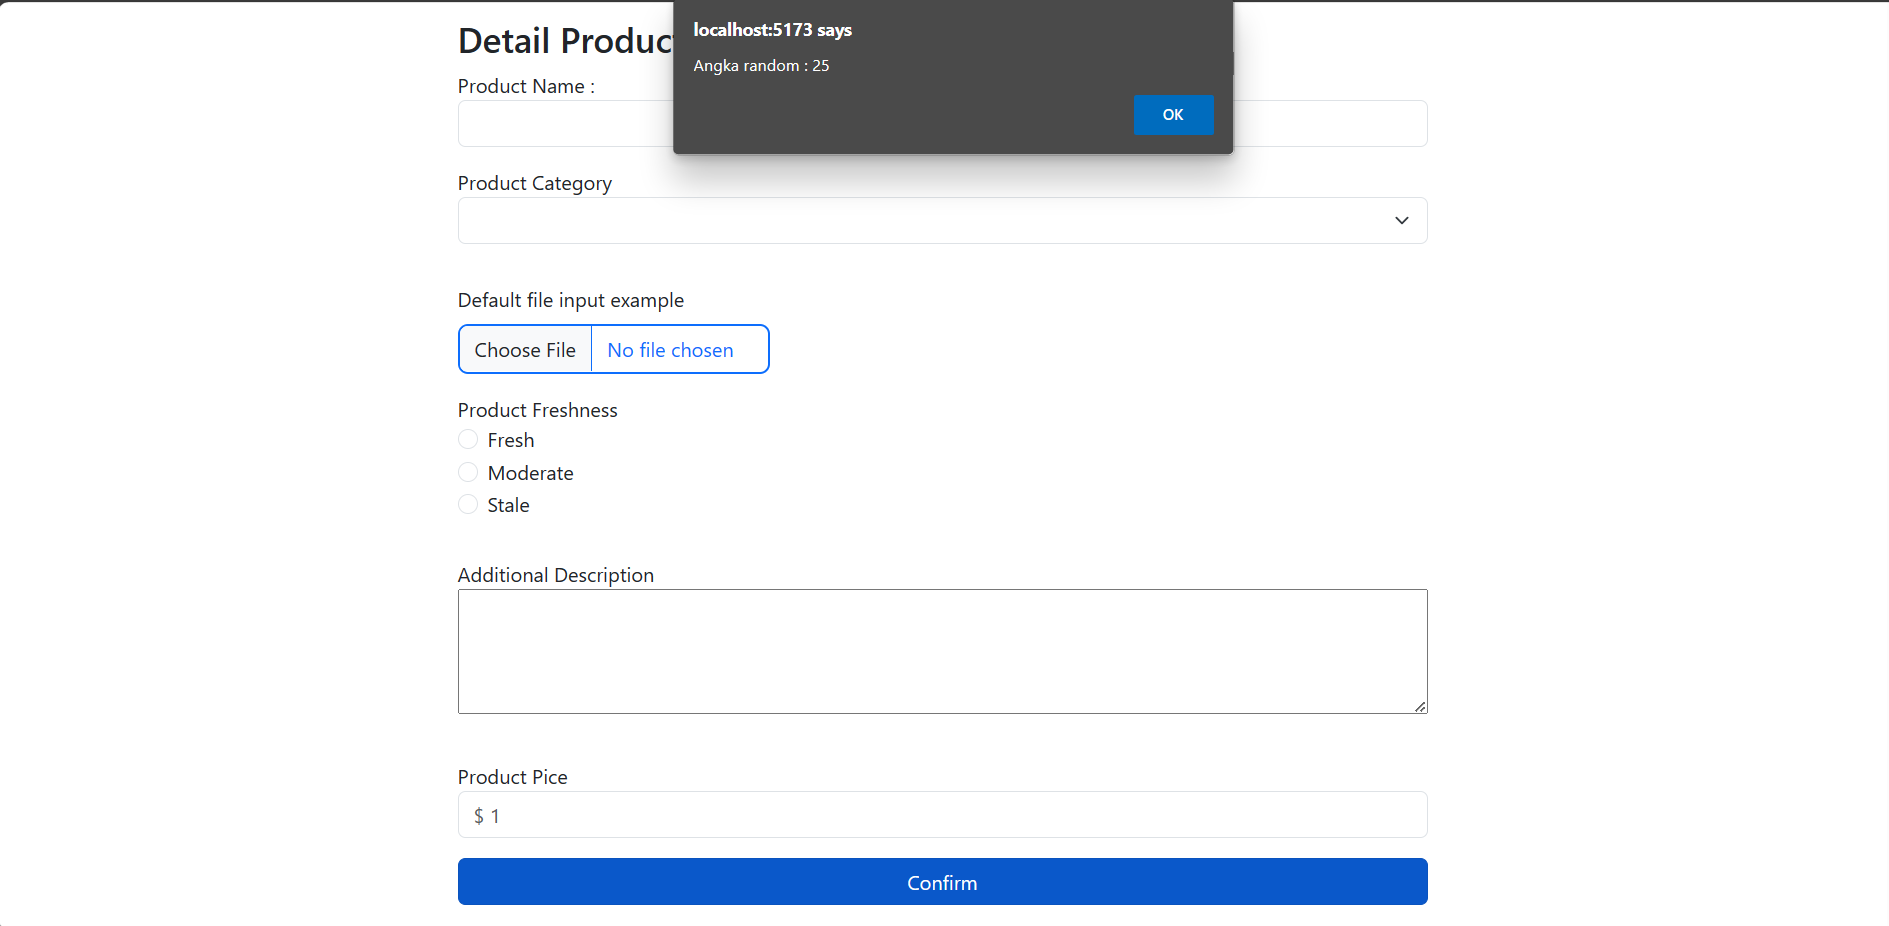 localhost:5173 says
Angka random : 25
OK
Detail Produc
Product Name :
Product Category
Default file input example
Choose File No file chosen
Product Freshness
Fresh
Moderate
Stale
Additional Description
Product Pice
$ 1
Confirm